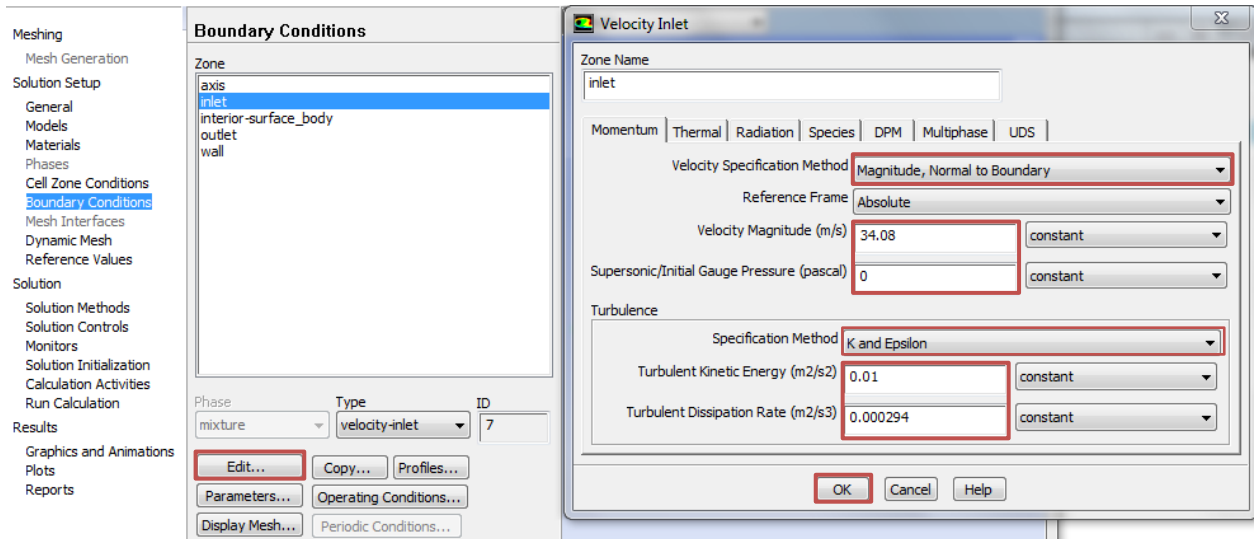 Meshing
Mesh Generation
Solution Setup
General
Models
Materials
Phases
Cell Zone Conditions
Boundary Conditions
Mesh Interfaces
Dynamic Mesh
Reference Values
Solution
Solution Methods
Solution Controls
Monitors
Solution Initialization
Calculation Activities
Run Calculation
Results
Graphics and Animations
Plots
Reports
Boundary Conditions
Zone
axis
inlet
interior-surface_body
outlet
wall
Phase Type ID
mixture velocity-inlet 7
Edit... Copy... Profiles...
Parameters... Operating Conditions...
Display Mesh... Periodic Conditions...
Velocity Inlet
Zone Name
inlet
Momentum Thermal Radiation Species DPM Multiphase UDS
Velocity Specification Method Magnitude, Normal to Boundary
Reference Frame Absolute
Velocity Magnitude (m/s) 34.08 constant
Supersonic/Initial Gauge Pressure (pascal) 0 constant
Turbulence
Specification Method K and Epsilon
Turbulent Kinetic Energy (m2/s2) 0.01 constant
Turbulent Dissipation Rate (m2/s3) 0.000294 constant
OK Cancel Help